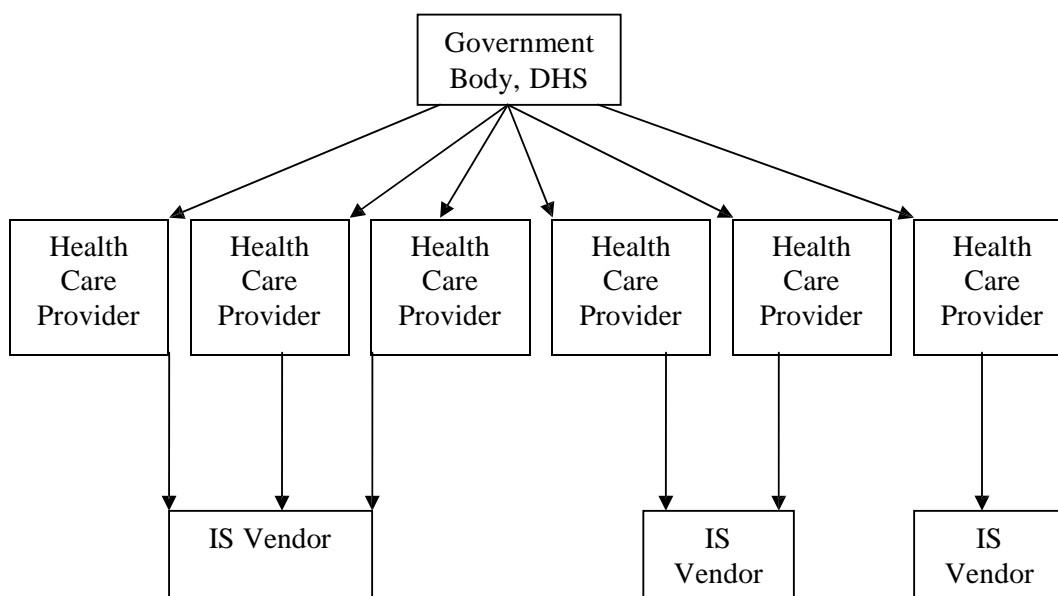 Government
Body, DHS
Health
Care
Provider
Health
Care
Provider
Health
Care
Provider
Health
Care
Provider
Health
Care
Provider
Health
Care
Provider
IS Vendor
IS
Vendor
IS
Vendor